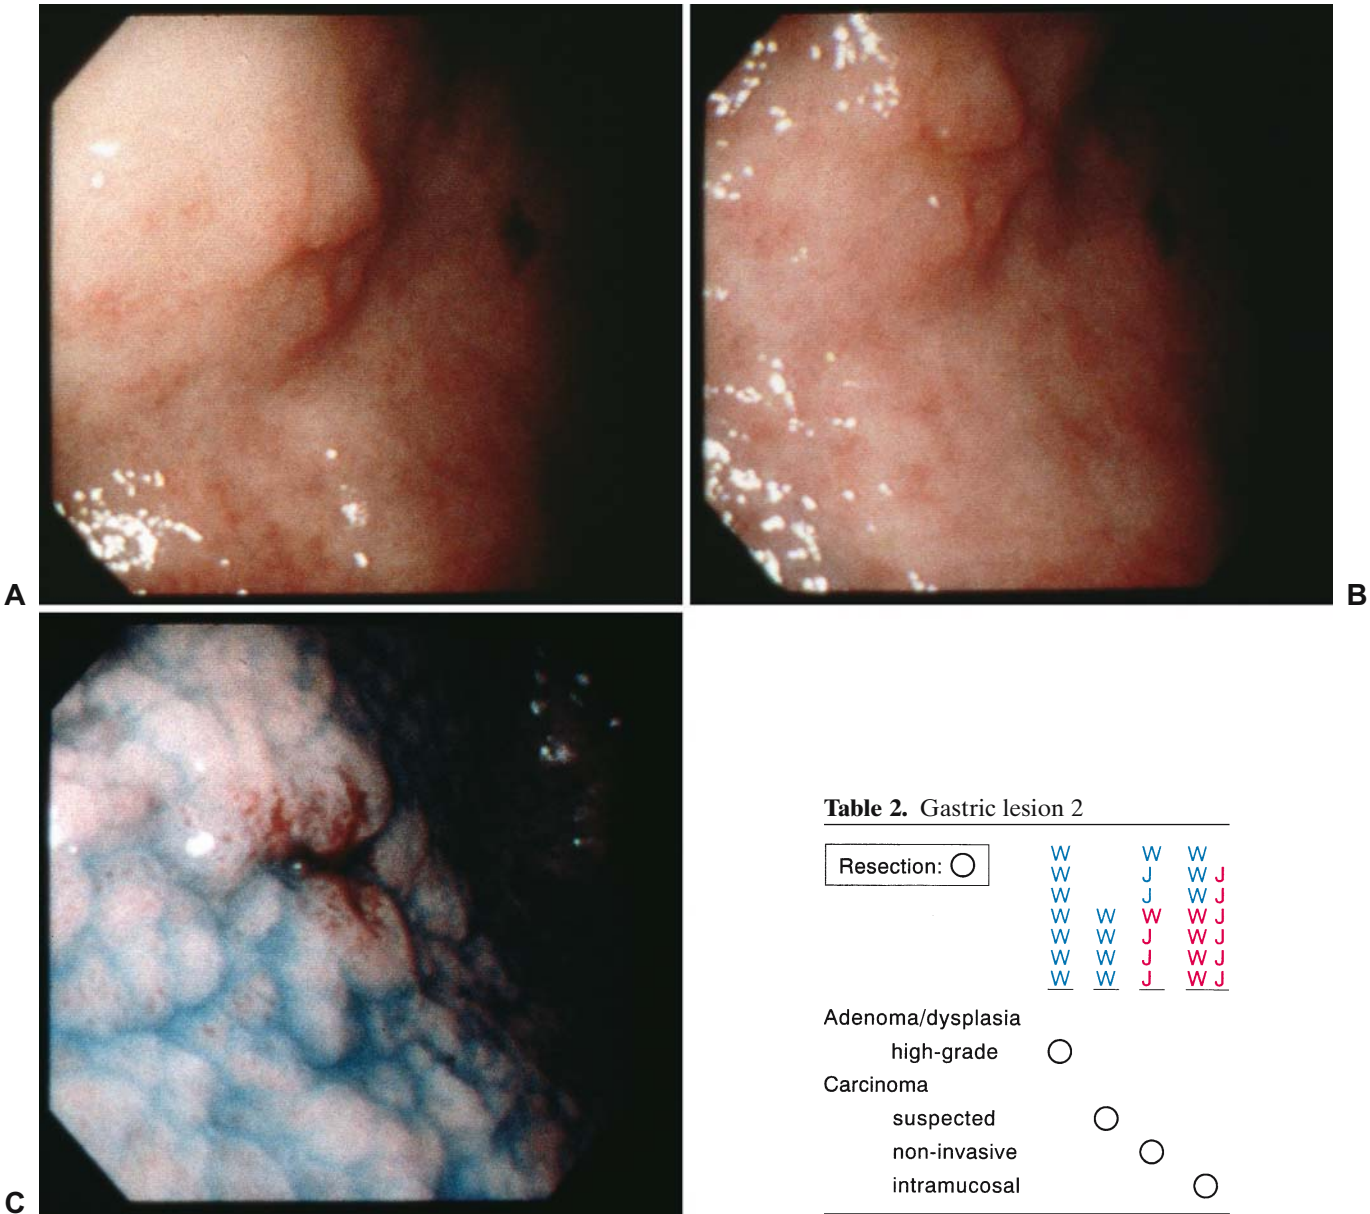 A
B
C
Table 2. Gastric lesion 2
Resection:
W W W
W J W J
W J W J
W W W W J
W W J W J
W W J W J
W W J W J
Adenoma/dysplasia
high-grade
Carcinoma
suspected
non-invasive
intramucosal